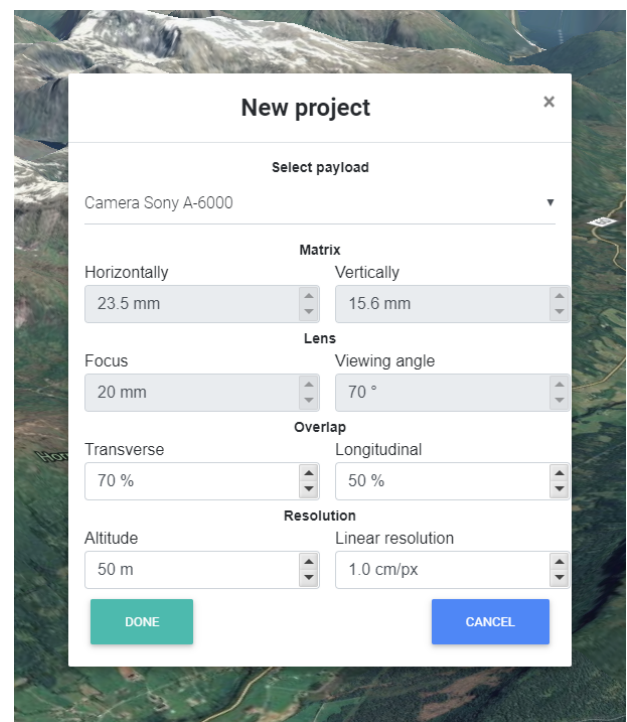 New project ×
Select payload
Camera Sony A-6000
Matrix
Horizontally Vertically
23.5 mm 15.6 mm
Lens
Focus Viewing angle
20 mm 70 °
Overlap
Transverse Longitudinal
70 % 50 %
Resolution
Altitude Linear resolution
50 m 1.0 cm/px
DONE CANCEL